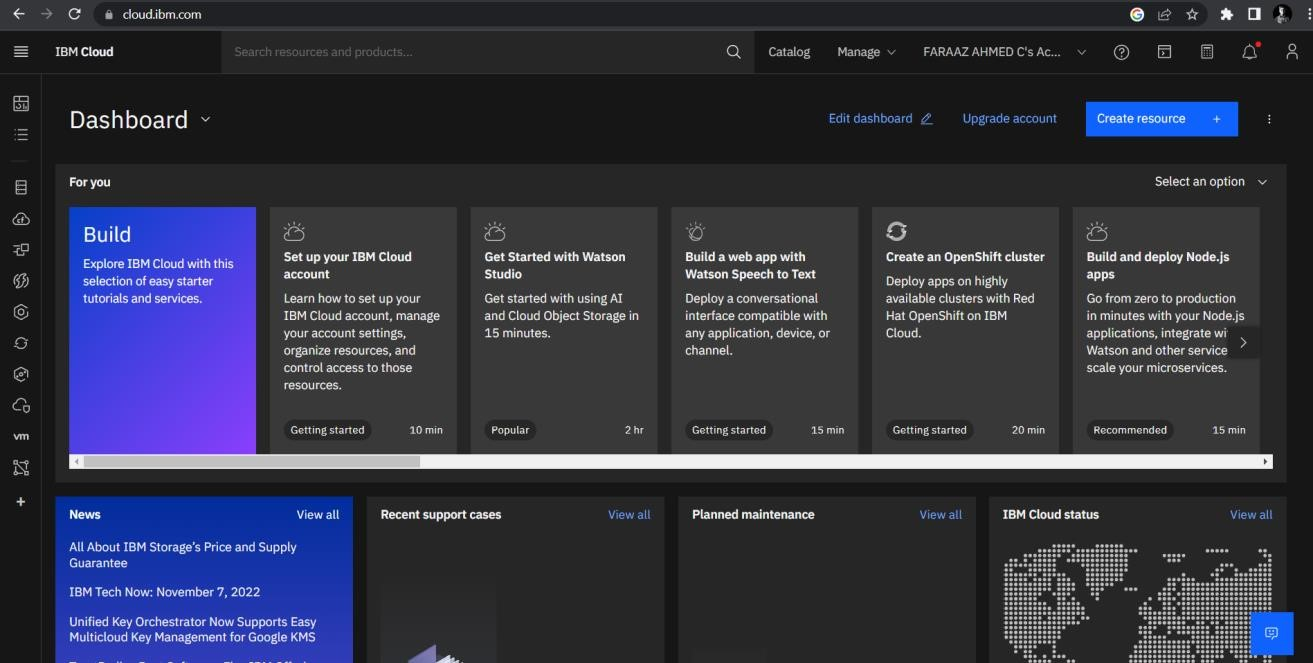 cloud.ibm.com
IBM Cloud
Search resources and products...
Catalog
Manage
FARAAZ AHMED C's Ac...
Dashboard
Edit dashboard
Upgrade account
Create resource +
For you
Select an option
Build
Explore IBM Cloud with this
selection of easy starter
tutorials and services.
Set up your IBM Cloud
account
Learn how to set up your
IBM Cloud account, manage
your account settings,
organize resources, and
control access to those
resources.
Getting started
10 min
Get Started with Watson
Studio
Get started with using AI
and Cloud Object Storage in
15 minutes.
Popular
2 hr
Build a web app with
Watson Speech to Text
Deploy a conversational
interface compatible with
any application, device, or
channel.
Getting started
15 min
Create an OpenShift cluster
Deploy apps on highly
available clusters with Red
Hat OpenShift on IBM
Cloud.
Getting started
20 min
Build and deploy Node.js
apps
Go from zero to production
in minutes with your Node.js
applications, integrate wi
Watson and other service
scale your microservices.
Recommended
15 min
vm
News
View all
All About IBM Storage's Price and Supply
Guarantee
IBM Tech Now: November 7, 2022
Unified Key Orchestrator Now Supports Easy
Multicloud Key Management for Google KMS
Recent support cases
View all
Planned maintenance
View all
IBM Cloud status
View all